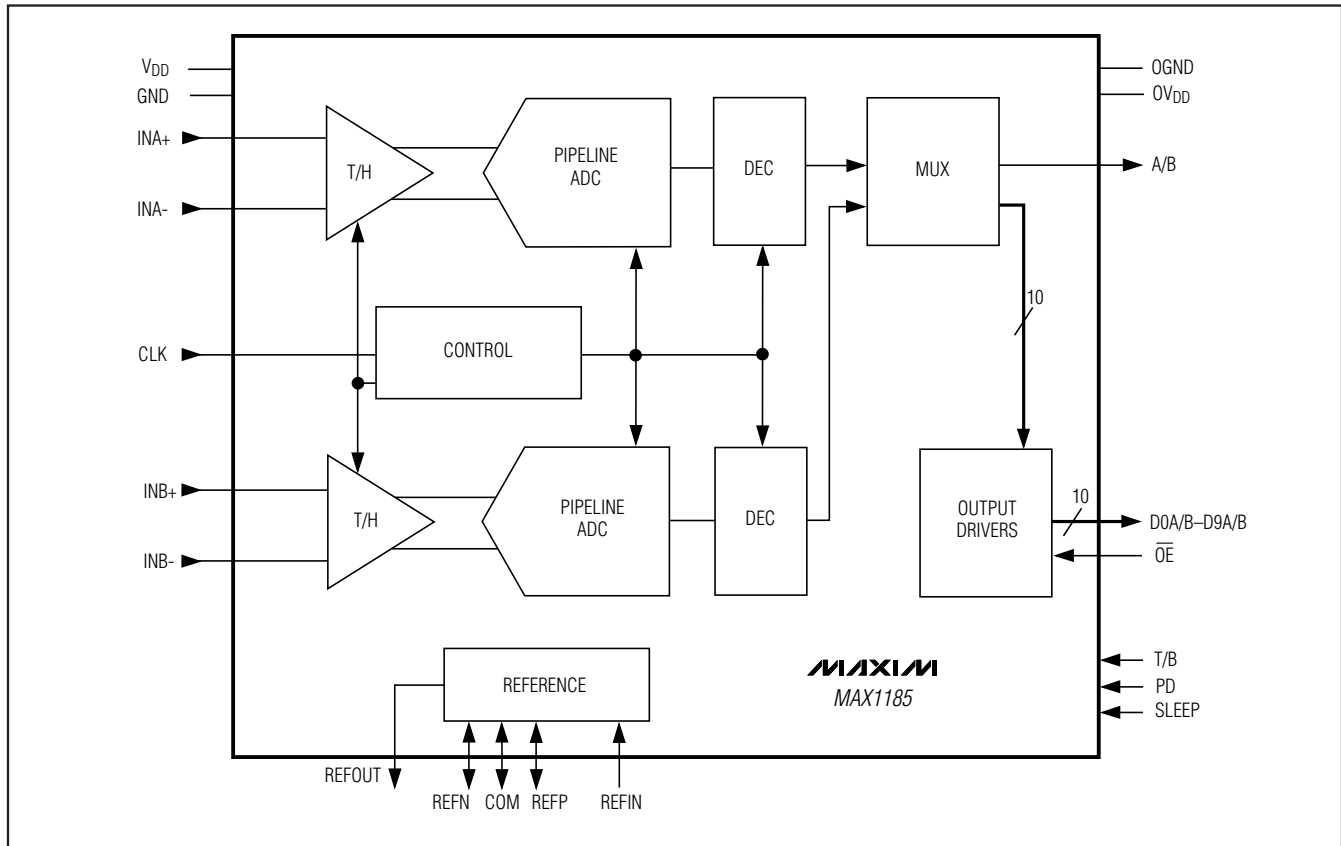 VDD
GND
INA+
INA-
CLK
INB+
INB-
T/H
PIPELINE
ADC
DEC
MUX
10
CONTROL
T/H
PIPELINE
ADC
DEC
OUTPUT
DRIVERS
10
OGND
OVDD
A/B
D0A/B–D9A/B
OE
T/B
PD
SLEEP
REFERENCE
MAXIM
MAX1185
REFOUT
REFN
COM
REFP
REFIN